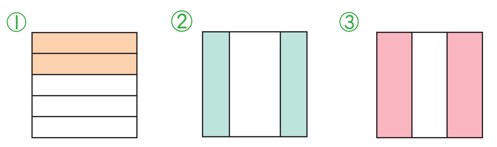 ① ② ③